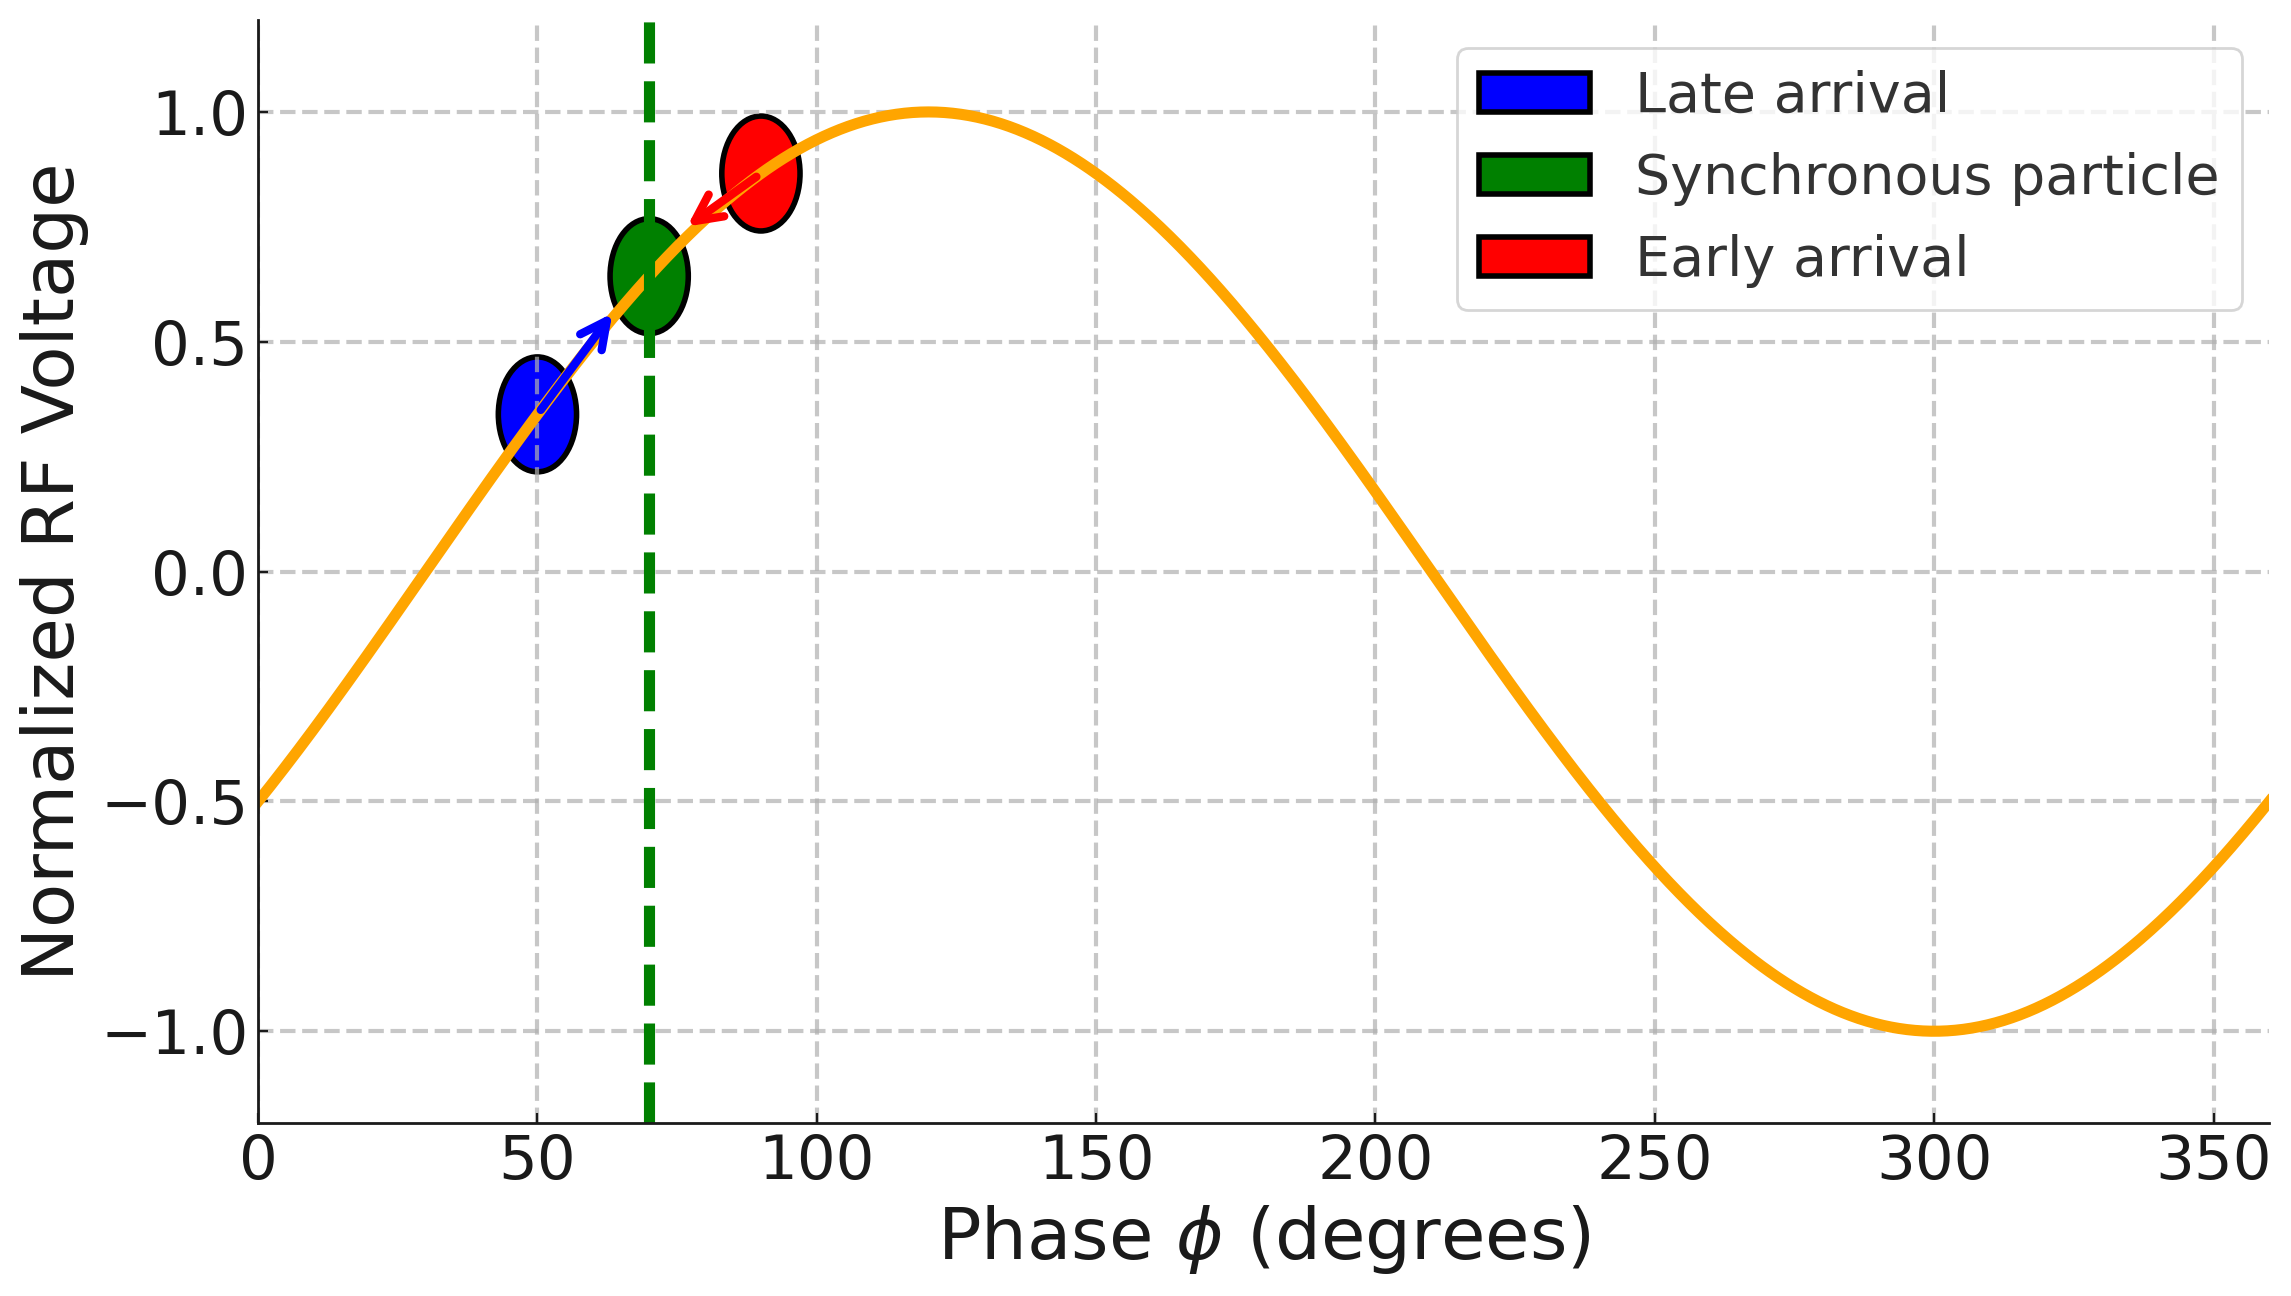 Late arrival
Synchronous particle
Early arrival
Normalized RF Voltage
1.0
0.5
0.0
−0.5
−1.0
0 50 100 150 200 250 300 350
Phase ϕ (degrees)